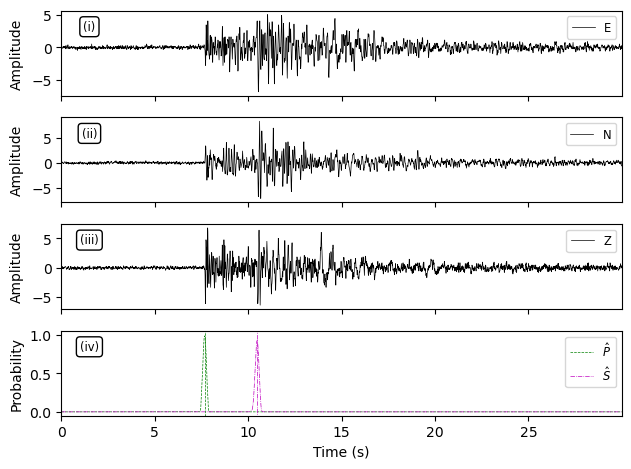 Amplitude
5
0
−5
(i)
E
Amplitude
5
0
−5
(ii)
N
Amplitude
5
0
−5
(iii)
Z
Probability
1.0
0.5
0.0
(iv)
P̂
Ŝ
0 5 10 15 20 25
Time (s)